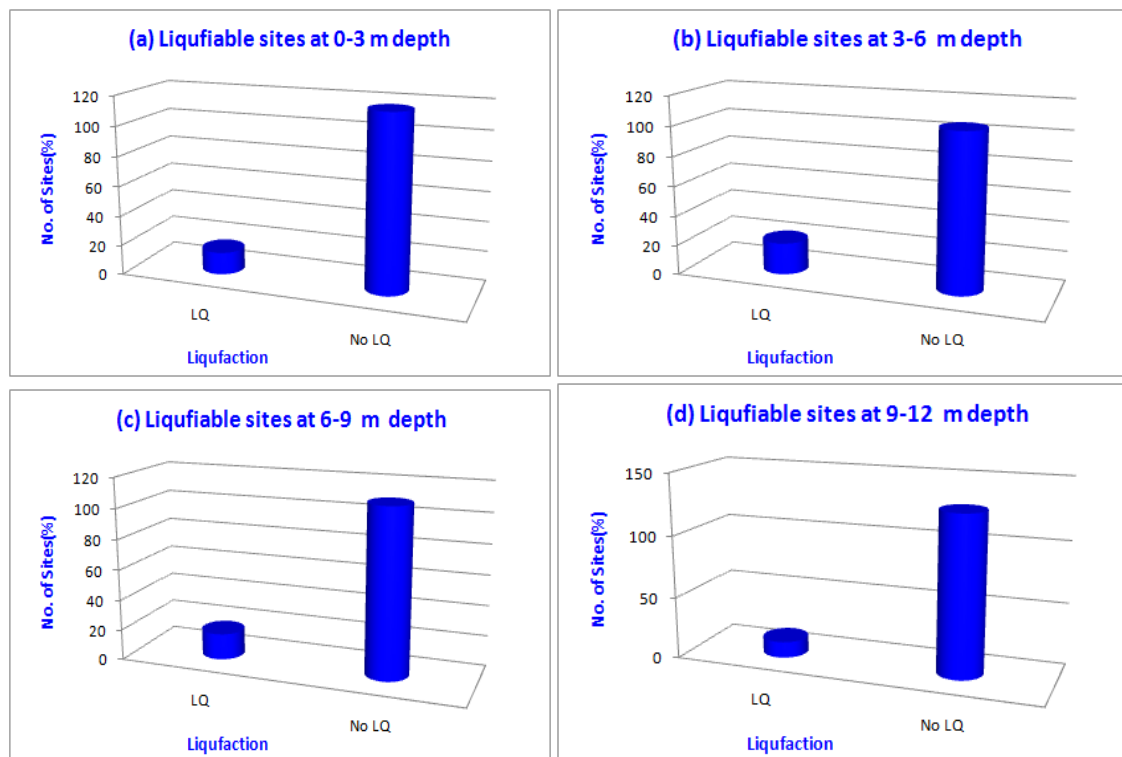 (a) Liqufiable sites at 0-3 m depth
No. of Sites(%)
120
100
80
60
40
20
0
LQ
No LQ
Liqufaction
(b) Liqufiable sites at 3-6 m depth
No. of Sites(%)
120
100
80
60
40
20
0
LQ
No LQ
Liqufaction
(c) Liqufiable sites at 6-9 m depth
No. of Sites(%)
120
100
80
60
40
20
0
LQ
No LQ
Liqufaction
(d) Liqufiable sites at 9-12 m depth
No. of Sites(%)
150
100
50
0
LQ
No LQ
Liqufaction